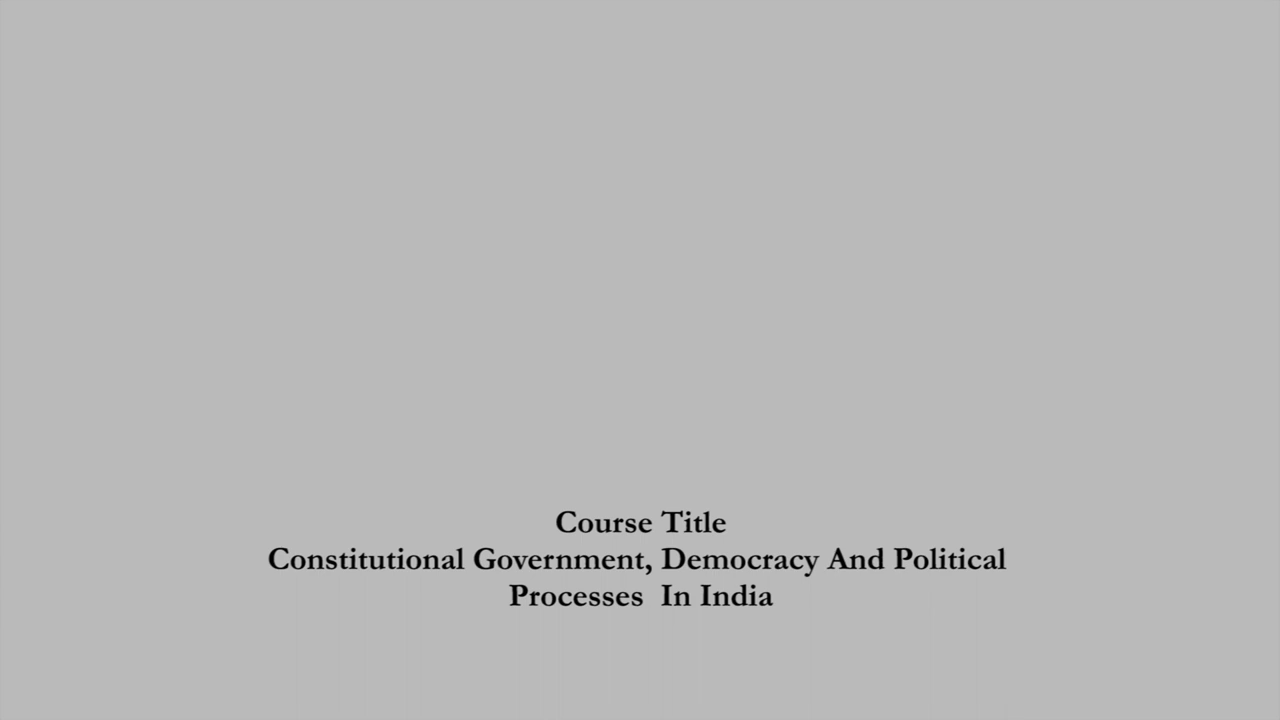 Course Title
Constitutional Government, Democracy And Political
Processes  In India